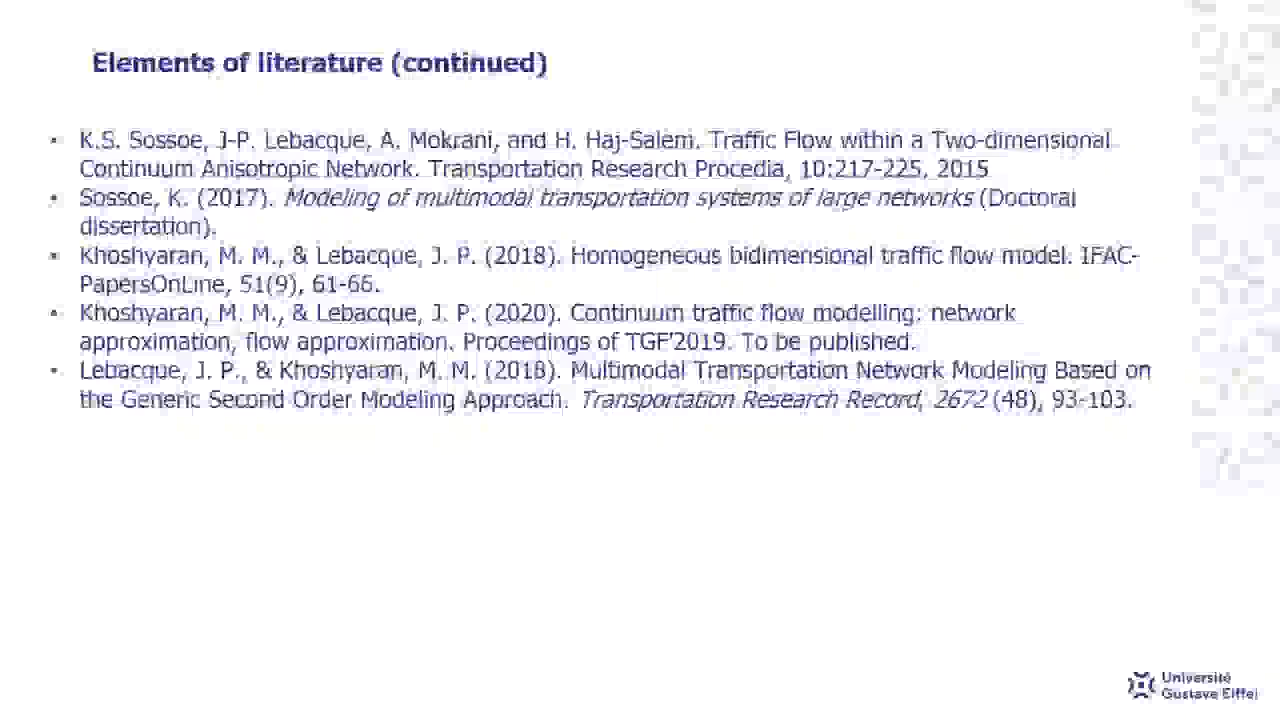 Elements of literature (continued)
• K.S. Sossoe, J-P. Lebacque, A. Mokrani, and H. Haj-Salem. Traffic Flow within a Two-dimensional
Continuum Anisotropic Network. Transportation Research Procedia, 10:217-225, 2015
• Sossoe, K. (2017). Modeling of multimodal transportation systems of large networks (Doctoral
dissertation).
• Khoshyaran, M. M., & Lebacque, J. P. (2018). Homogeneous bidimensional traffic flow model. IFAC-
PapersOnLine, 51(9), 61-66.
• Khoshyaran, M. M., & Lebacque, J. P. (2020). Continuum traffic flow modelling: network
approximation, flow approximation. Proceedings of TGF'2019. To be published.
• Lebacque, J. P., & Khoshyaran, M. M. (2018). Multimodal Transportation Network Modeling Based on
the Generic Second Order Modeling Approach. Transportation Research Record, 2672 (48), 93-103.
Université
Gustave Eiffel